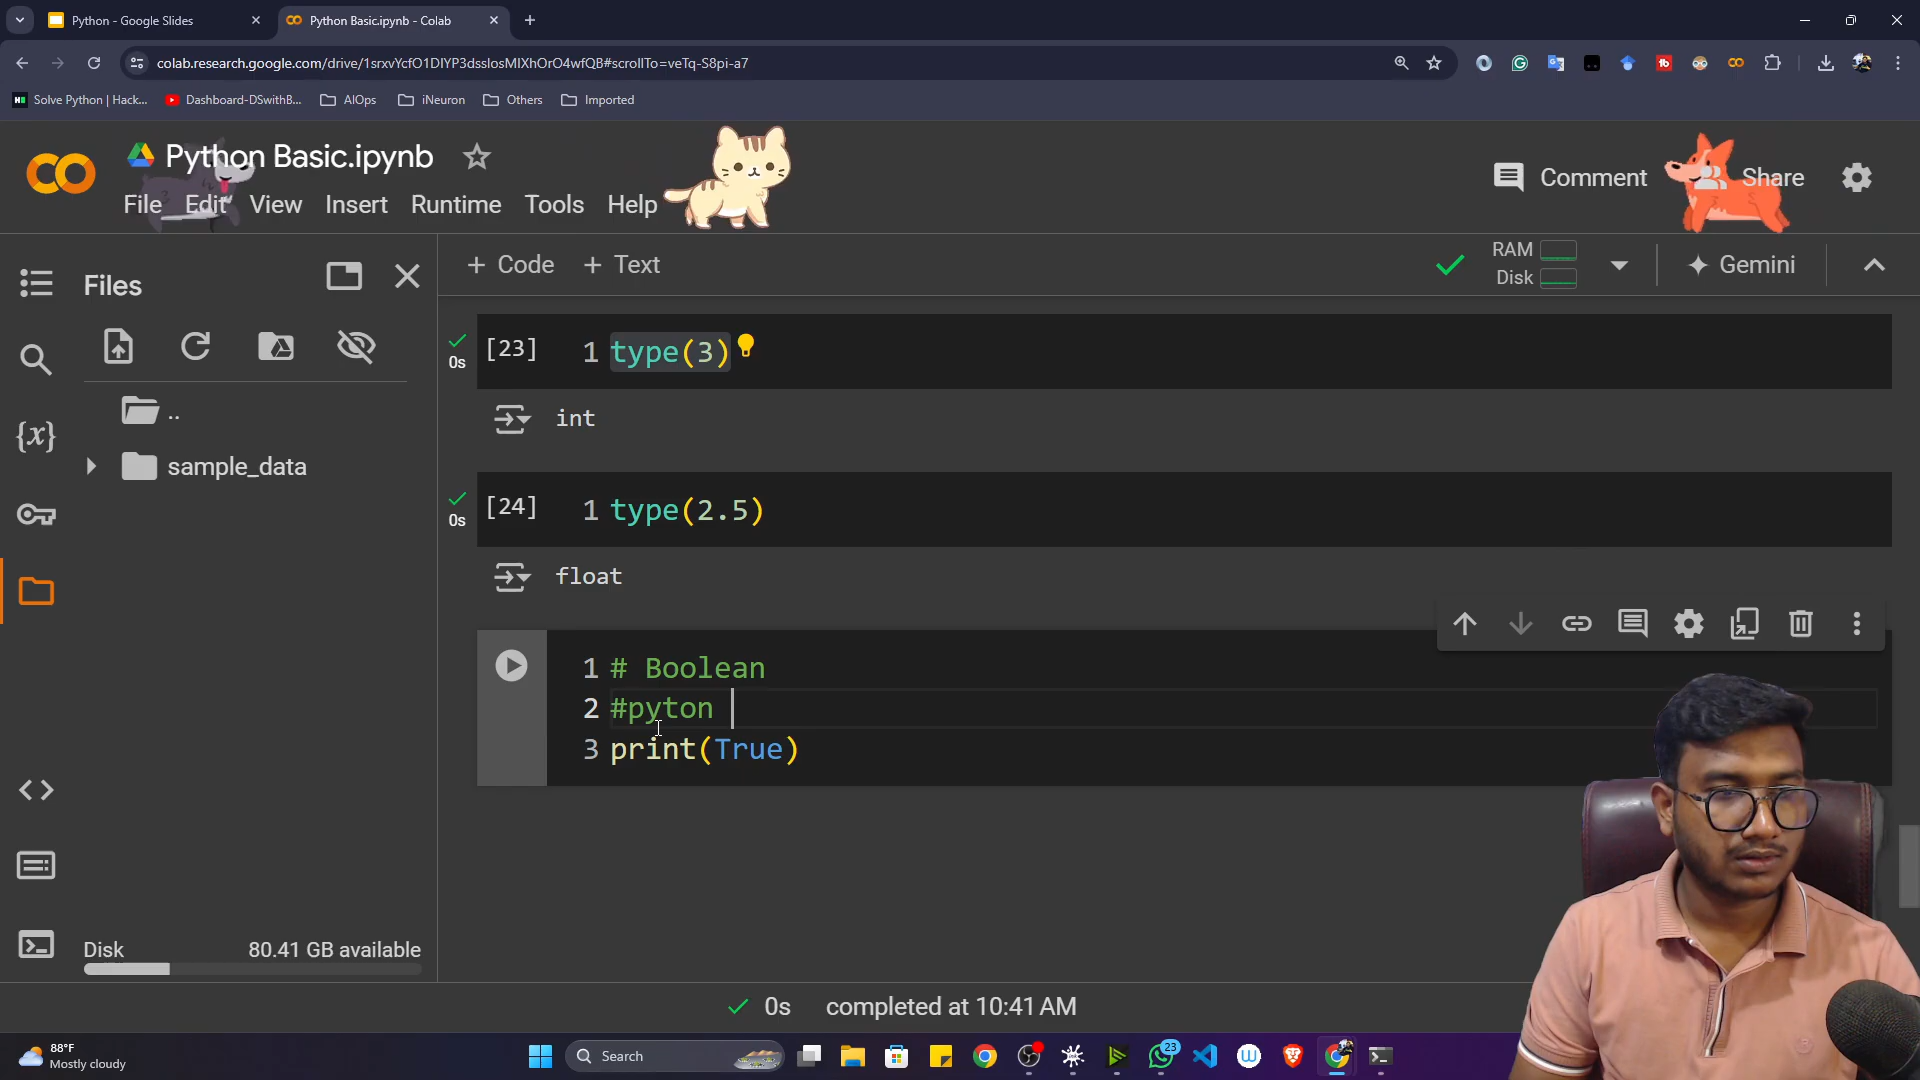 Python - Google Slides
Python Basic.ipynb - Colab
colab.research.google.com/drive/1srxvYcfO1DIYP3dsslosMIXhOrO4wfQB#scrollTo=veTq-S8pi-a7
Solve Python | Hack...
Dashboard-DSwithB...
AIOps
iNeuron
Others
Imported
Python Basic.ipynb
Comment
Share
File Edit View Insert Runtime Tools Help
Files
+ Code + Text
RAM
Disk
Gemini
..
sample_data
Disk 80.41 GB available
0s
[23] 1 type(3)
int
0s
[24] 1 type(2.5)
float
1 # Boolean
2 #pyton
3 print(True)
0s completed at 10:41 AM
88°F
Mostly cloudy
Search
23